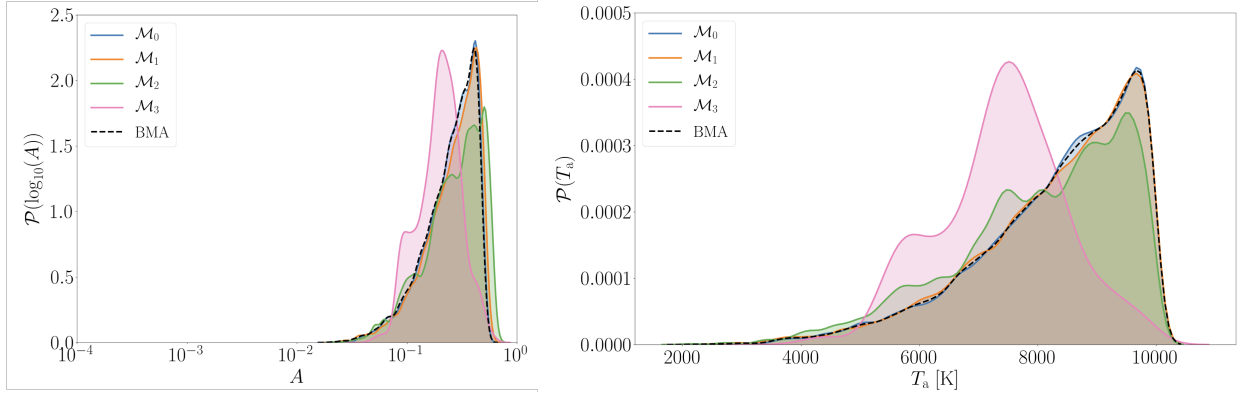 2.5
2.0
1.5
1.0
0.5
0.0
10⁻⁴
10⁻³
10⁻²
10⁻¹
10⁰
A
𝒫(log₁₀(A))
ℳ₀
ℳ₁
ℳ₂
ℳ₃
BMA
0.0005
0.0004
0.0003
0.0002
0.0001
0.0000
2000
4000
6000
8000
10000
Tₐ [K]
𝒫(Tₐ)
ℳ₀
ℳ₁
ℳ₂
ℳ₃
BMA